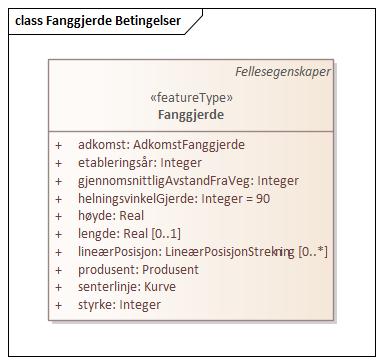 class Fanggjerde Betingelser
Fellesegenskaper
«featureType»
Fanggjerde
+ adkomst: AdkomstFanggjerde
+ etableringsår: Integer
+ gjennomsnittligAvstandFraVeg: Integer
+ helningsvinkelGjerde: Integer = 90
+ høyde: Real
+ lengde: Real [0..1]
+ lineærPosisjon: LineærPosisjonStrekning [0..*]
+ produsent: Produsent
+ senterlinje: Kurve
+ styrke: Integer